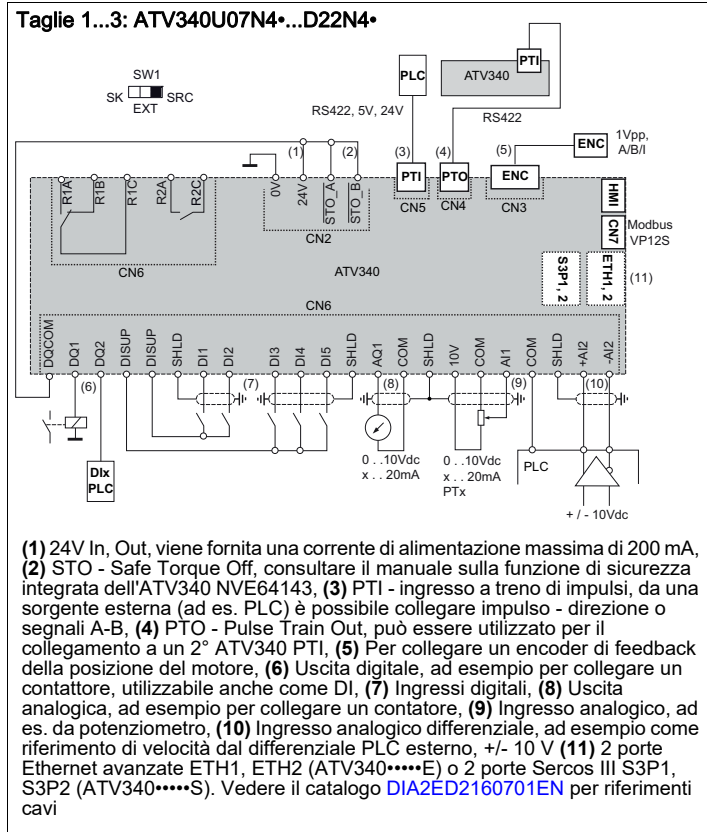 Taglie 1...3: ATV340U07N4•...D22N4•
SW1
SK
SRC
EXT
PLC
ATV340
PTI
RS422, 5V, 24V
RS422
(1)
(2)
(3)
(4)
(5)
ENC
1Vpp,
A/B/I
R1A
R1B
R1C
R2A
R2C
0V
24V
STO_A
STO_B
PTI
PTO
ENC
CN5
CN4
CN3
CN2
CN6
HMI
CN7
Modbus
VP12S
ATV340
S3P1, 2
ETH1, 2
(11)
CN6
DQCOM
DQ1
DQ2
DISUP
DISUP
SHLD
DI1
DI2
DI3
DI4
DI5
SHLD
AQ1
COM
SHLD
10V
COM
AI1
COM
SHLD
+AI2
-AI2
(6)
(7)
(8)
(9)
(10)
DIx
PLC
0 . .10Vdc
x . . 20mA
0 . .10Vdc
x . . 20mA
PTx
PLC
+ / - 10Vdc
(1) 24V In, Out, viene fornita una corrente di alimentazione massima di 200 mA,
(2) STO - Safe Torque Off, consultare il manuale sulla funzione di sicurezza
integrata dell'ATV340 NVE64143, (3) PTI - ingresso a treno di impulsi, da una
sorgente esterna (ad es. PLC) è possibile collegare impulso - direzione o
segnali A-B, (4) PTO - Pulse Train Out, può essere utilizzato per il
collegamento a un 2° ATV340 PTI, (5) Per collegare un encoder di feedback
della posizione del motore, (6) Uscita digitale, ad esempio per collegare un
contattore, utilizzabile anche come DI, (7) Ingressi digitali, (8) Uscita
analogica, ad esempio per collegare un contatore, (9) Ingresso analogico, ad
es. da potenziometro, (10) Ingresso analogico differenziale, ad esempio come
riferimento di velocità dal differenziale PLC esterno, +/- 10 V (11) 2 porte
Ethernet avanzate ETH1, ETH2 (ATV340•••••E) o 2 porte Sercos III S3P1,
S3P2 (ATV340•••••S). Vedere il catalogo DIA2ED2160701EN per riferimenti
cavi